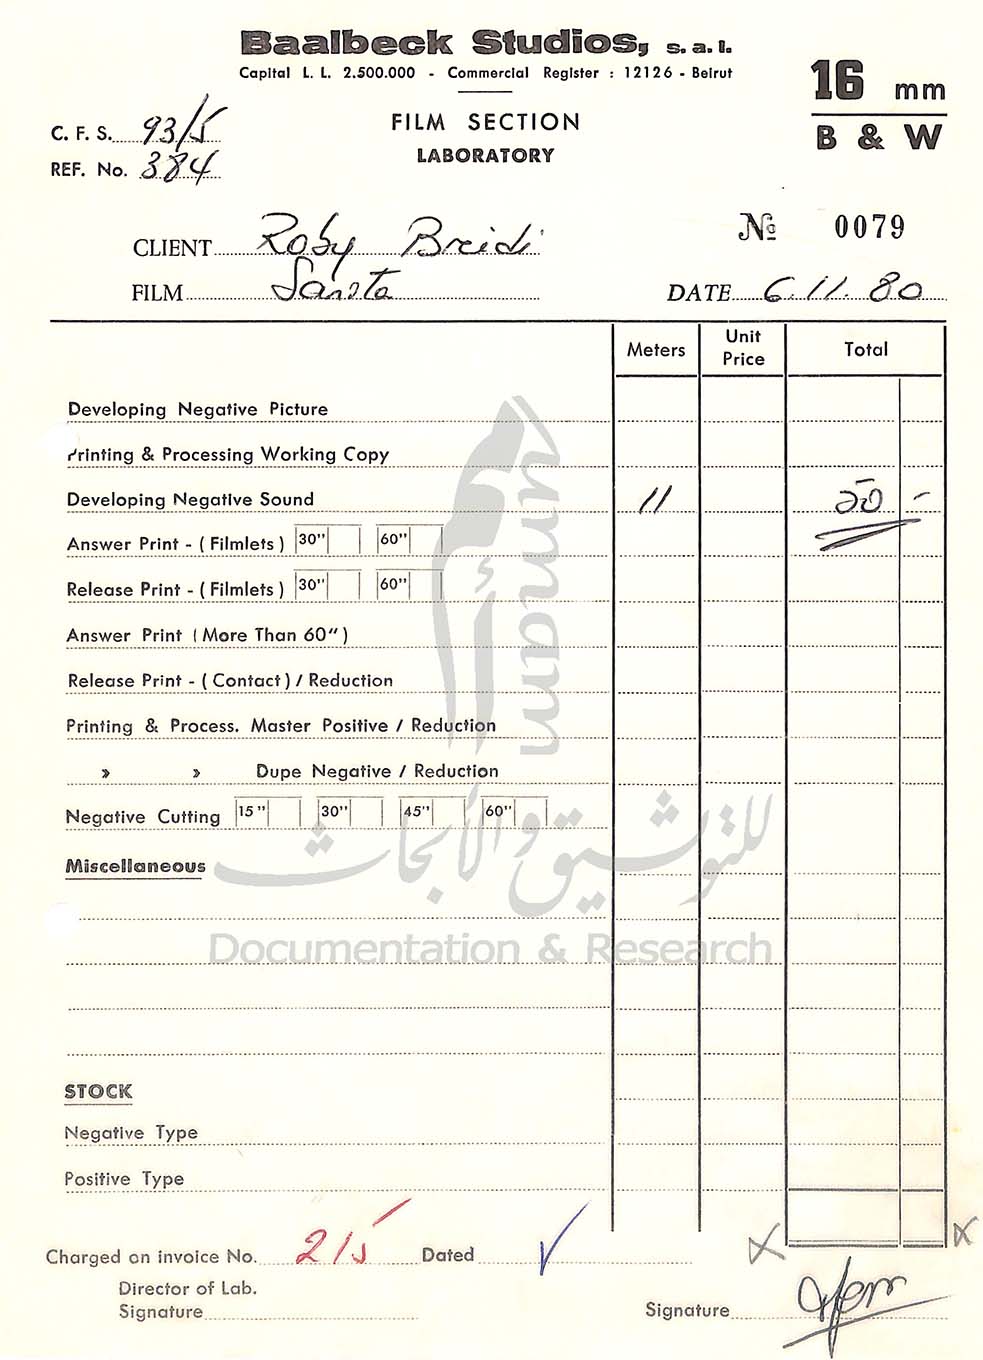 Baalbeck Studios, s.a.l.
Capital L. L. 2.500.000 - Commercial Register : 12126 - Beirut
16 mm
B & W
FILM SECTION
LABORATORY
C. F. S. 93/5
REF. No. 384
No 0079
CLIENT Roby Breidi
FILM Sansta
DATE 6.11.80
Meters Unit Price Total
Developing Negative Picture
Printing & Processing Working Copy
Developing Negative Sound 11 50 -
Answer Print - ( Filmlets ) 30" 60"
Release Print - ( Filmlets ) 30" 60"
Answer Print ( More Than 60" )
Release Print - ( Contact ) / Reduction
Printing & Process. Master Positive / Reduction
» » Dupe Negative / Reduction
Negative Cutting 15" 30" 45" 60"
Miscellaneous
umam
للتوثيق والأبحاث
Documentation & Research
STOCK
Negative Type
Positive Type
Charged on invoice No. 215 Dated
Director of Lab.
Signature
Signature